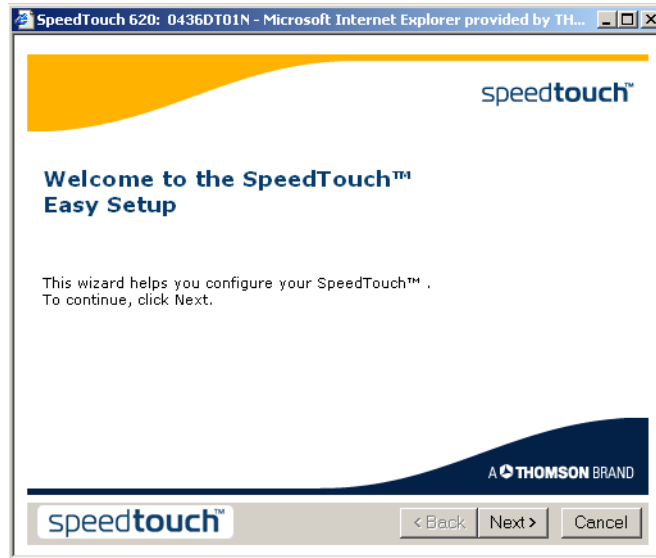 SpeedTouch 620: 0436DT01N - Microsoft Internet Explorer provided by TH...
speedtouch™
Welcome to the SpeedTouch™
Easy Setup
This wizard helps you configure your SpeedTouch™ .
To continue, click Next.
A THOMSON BRAND
speedtouch™
< Back
Next >
Cancel